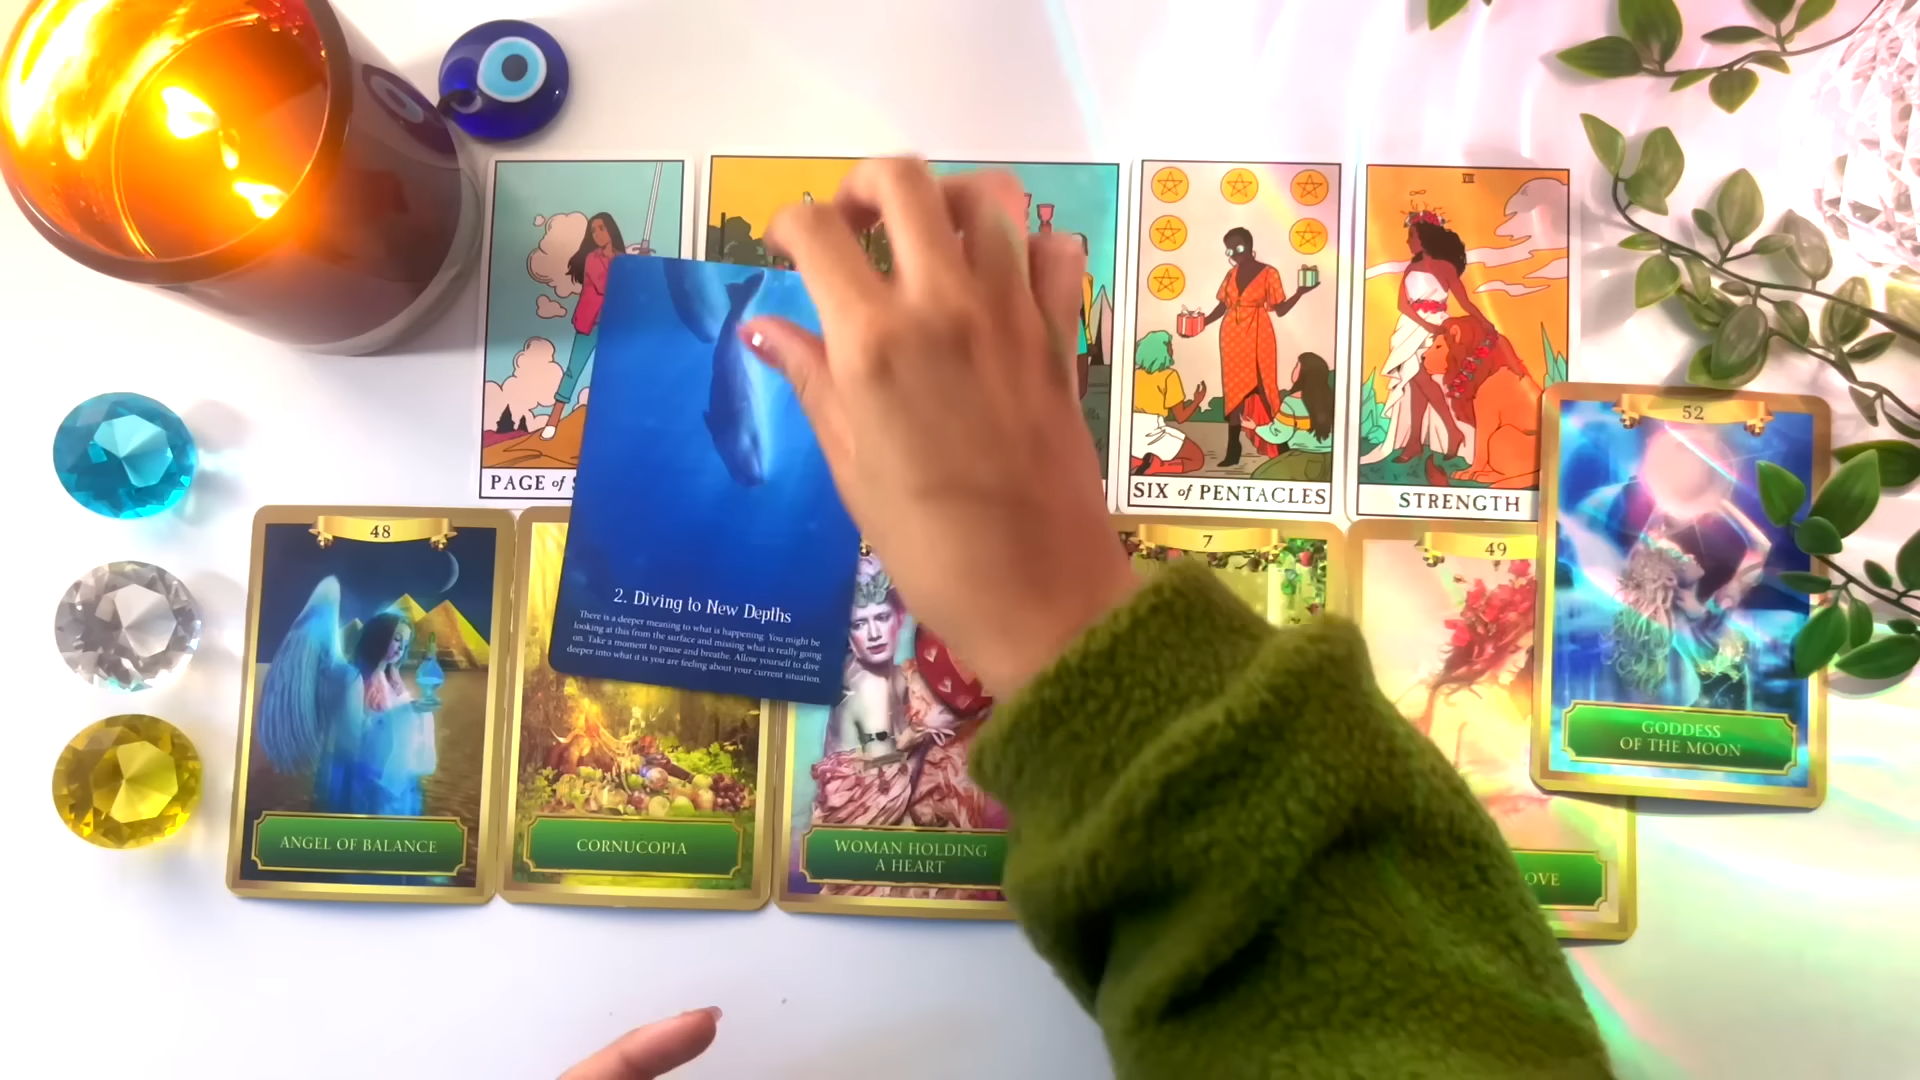 VIII
PAGE of
SIX of PENTACLES
STRENGTH
52
GODDESS
OF THE MOON
2. Diving to New Depths
There is a deeper meaning to what is happening. You might be
looking at this from the surface and missing what is really going
on. Take a moment to pause and breathe. Allow yourself to dive
deeper into what it is you are feeling about your current situation.
48
ANGEL OF BALANCE
CORNUCOPIA
WOMAN HOLDING
A HEART
7
49
OVE